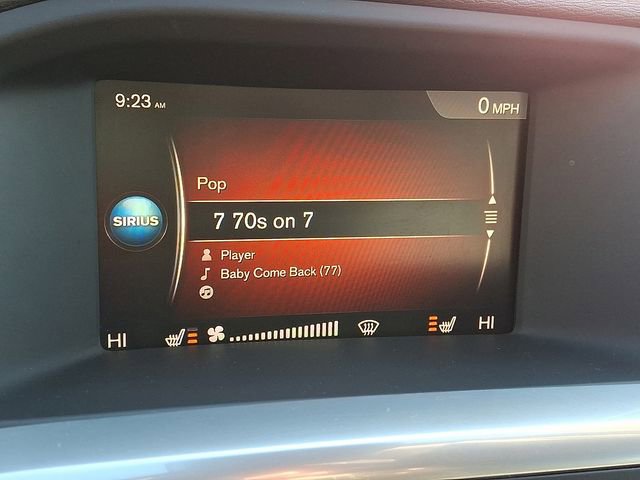 9:23 AM
0 MPH
Pop
SIRIUS
7 70s on 7
Player
Baby Come Back (77)
HI
HI